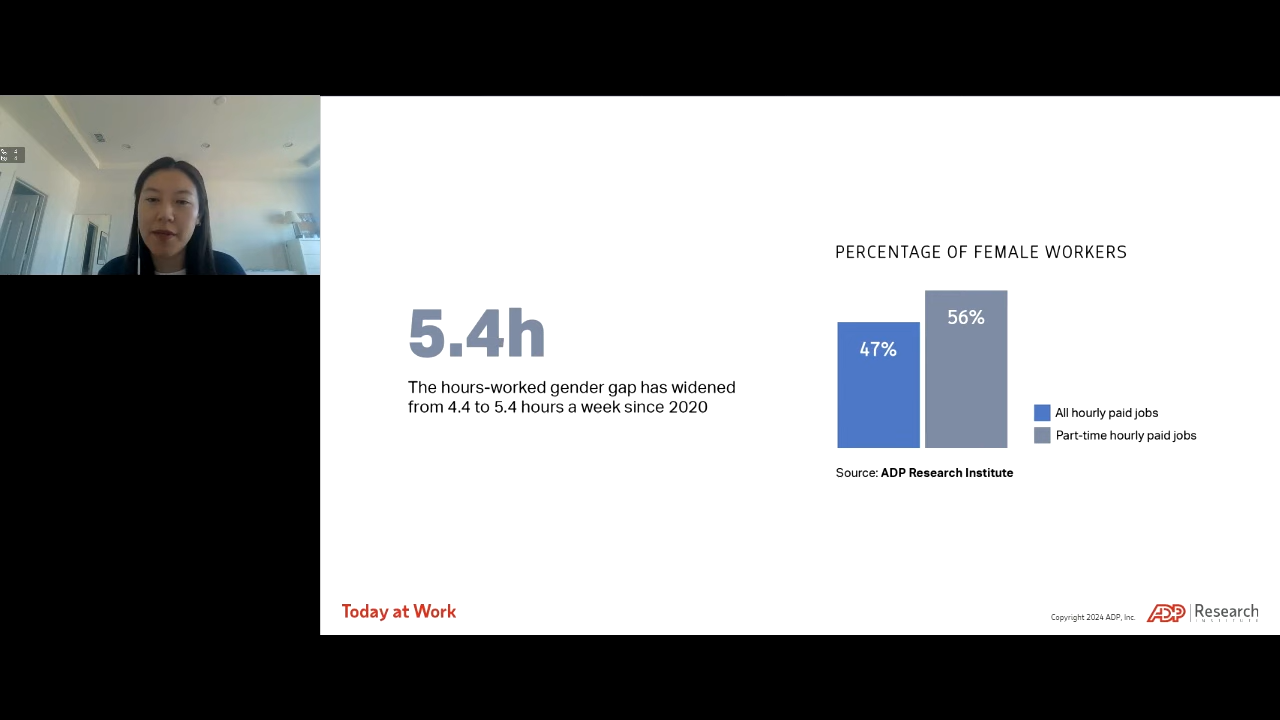 PERCENTAGE OF FEMALE WORKERS
5.4h
The hours-worked gender gap has widened
from 4.4 to 5.4 hours a week since 2020
47%
56%
All hourly paid jobs
Part-time hourly paid jobs
Source: ADP Research Institute
Today at Work
Copyright 2024 ADP, Inc.
ADP Research
INSTITUTE